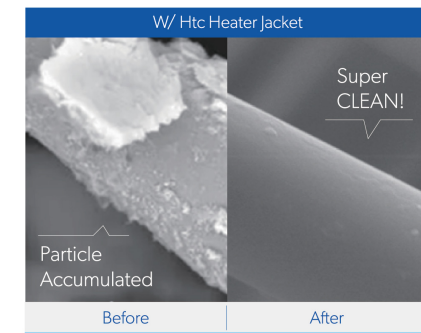 W/ Htc Heater Jacket
Super
CLEAN!
Particle
Accumulated
Before
After